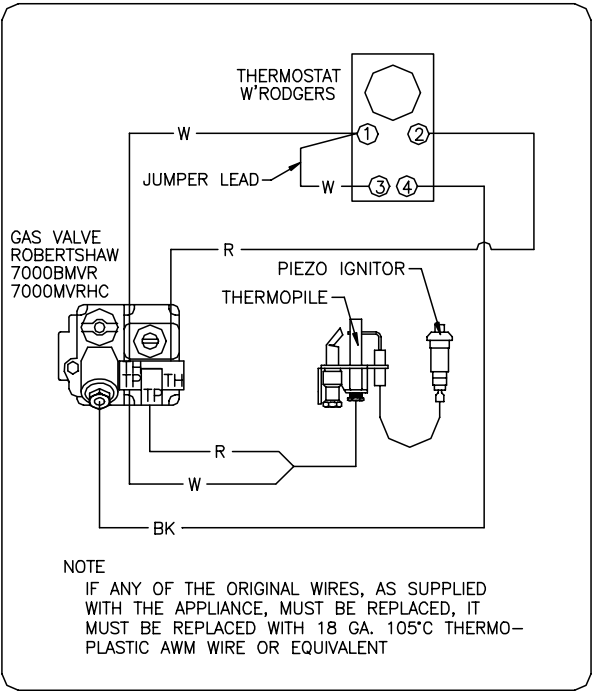 THERMOSTAT
W'RODGERS
W
1
2
JUMPER LEAD
W
3
4
GAS VALVE
ROBERTSHAW
7000BMVR
7000MVRHC
R
PIEZO IGNITOR
THERMOPILE
TH
TP
TH
TP
R
W
BK
NOTE
IF ANY OF THE ORIGINAL WIRES, AS SUPPLIED
WITH THE APPLIANCE, MUST BE REPLACED, IT
MUST BE REPLACED WITH 18 GA. 105°C THERMO–
PLASTIC AWM WIRE OR EQUIVALENT